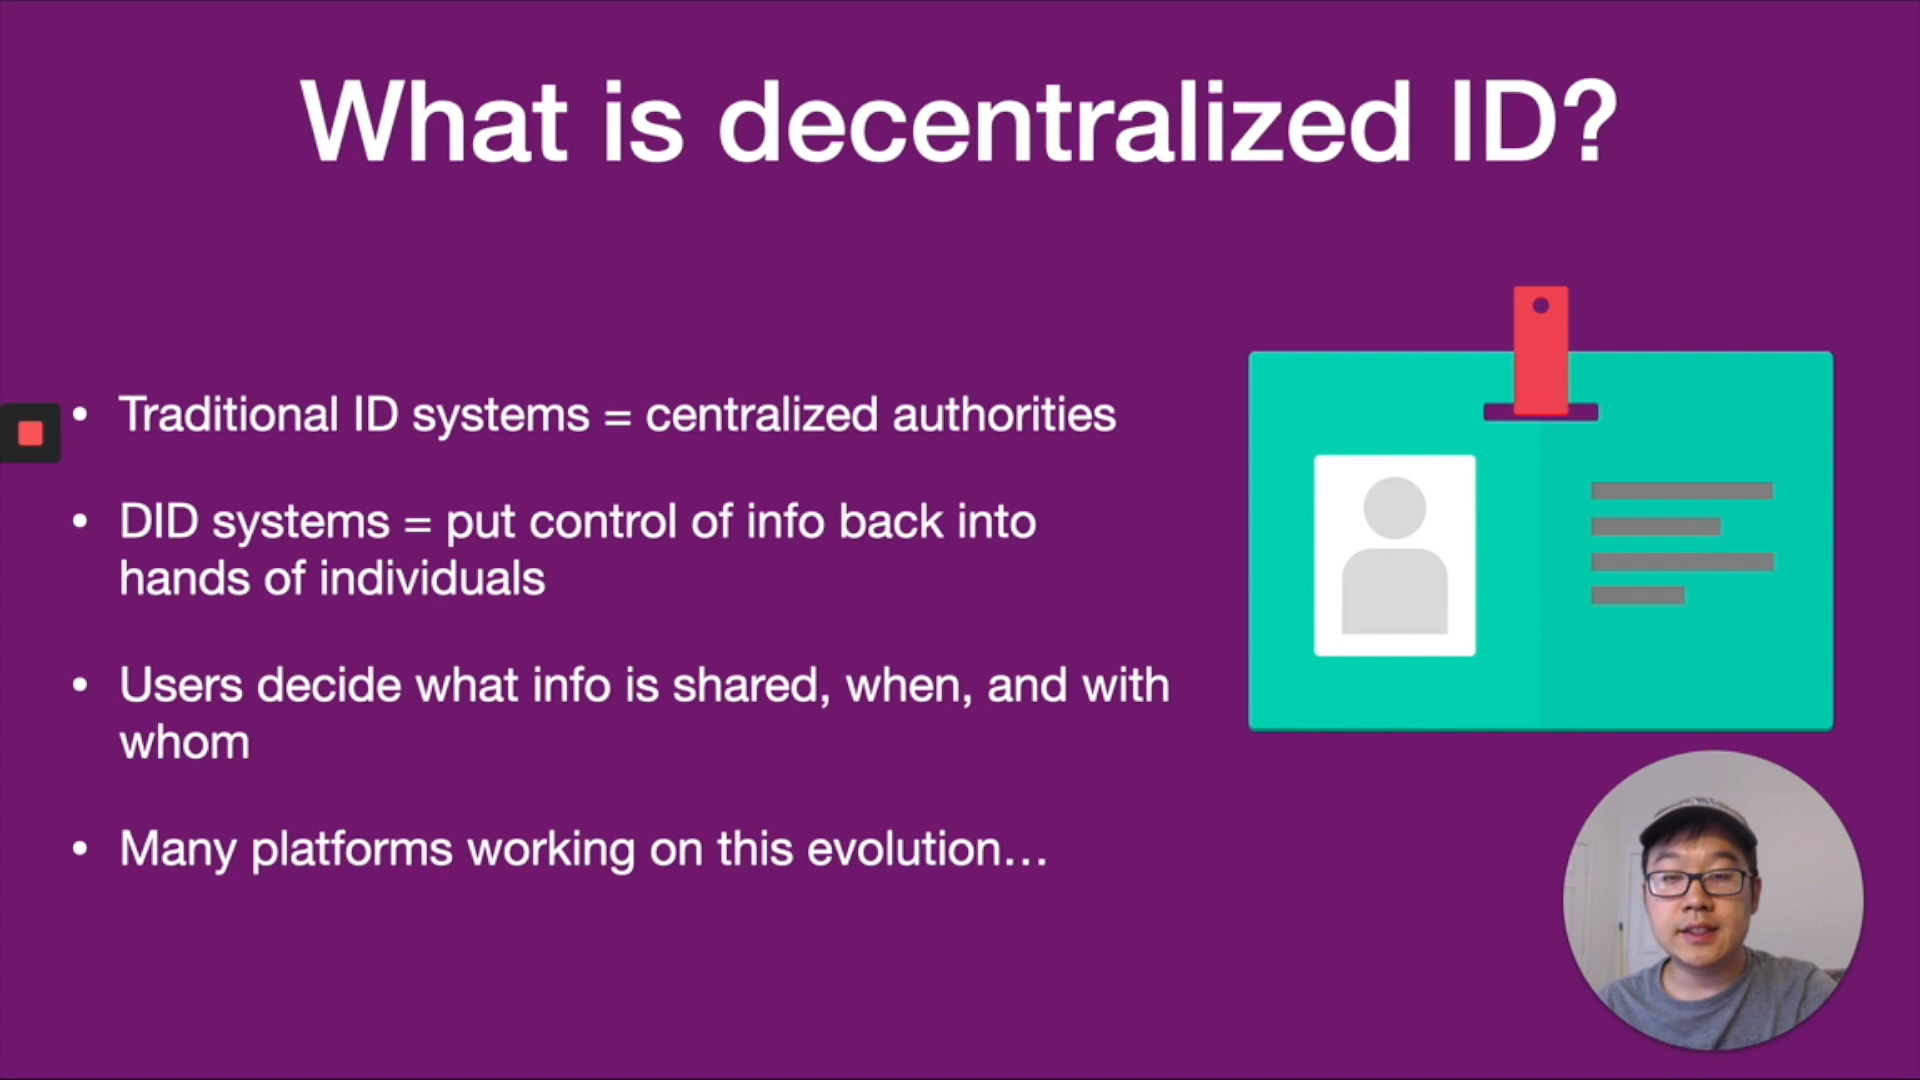 What is decentralized ID?
• Traditional ID systems = centralized authorities
• DID systems = put control of info back into
hands of individuals
• Users decide what info is shared, when, and with
whom
• Many platforms working on this evolution…